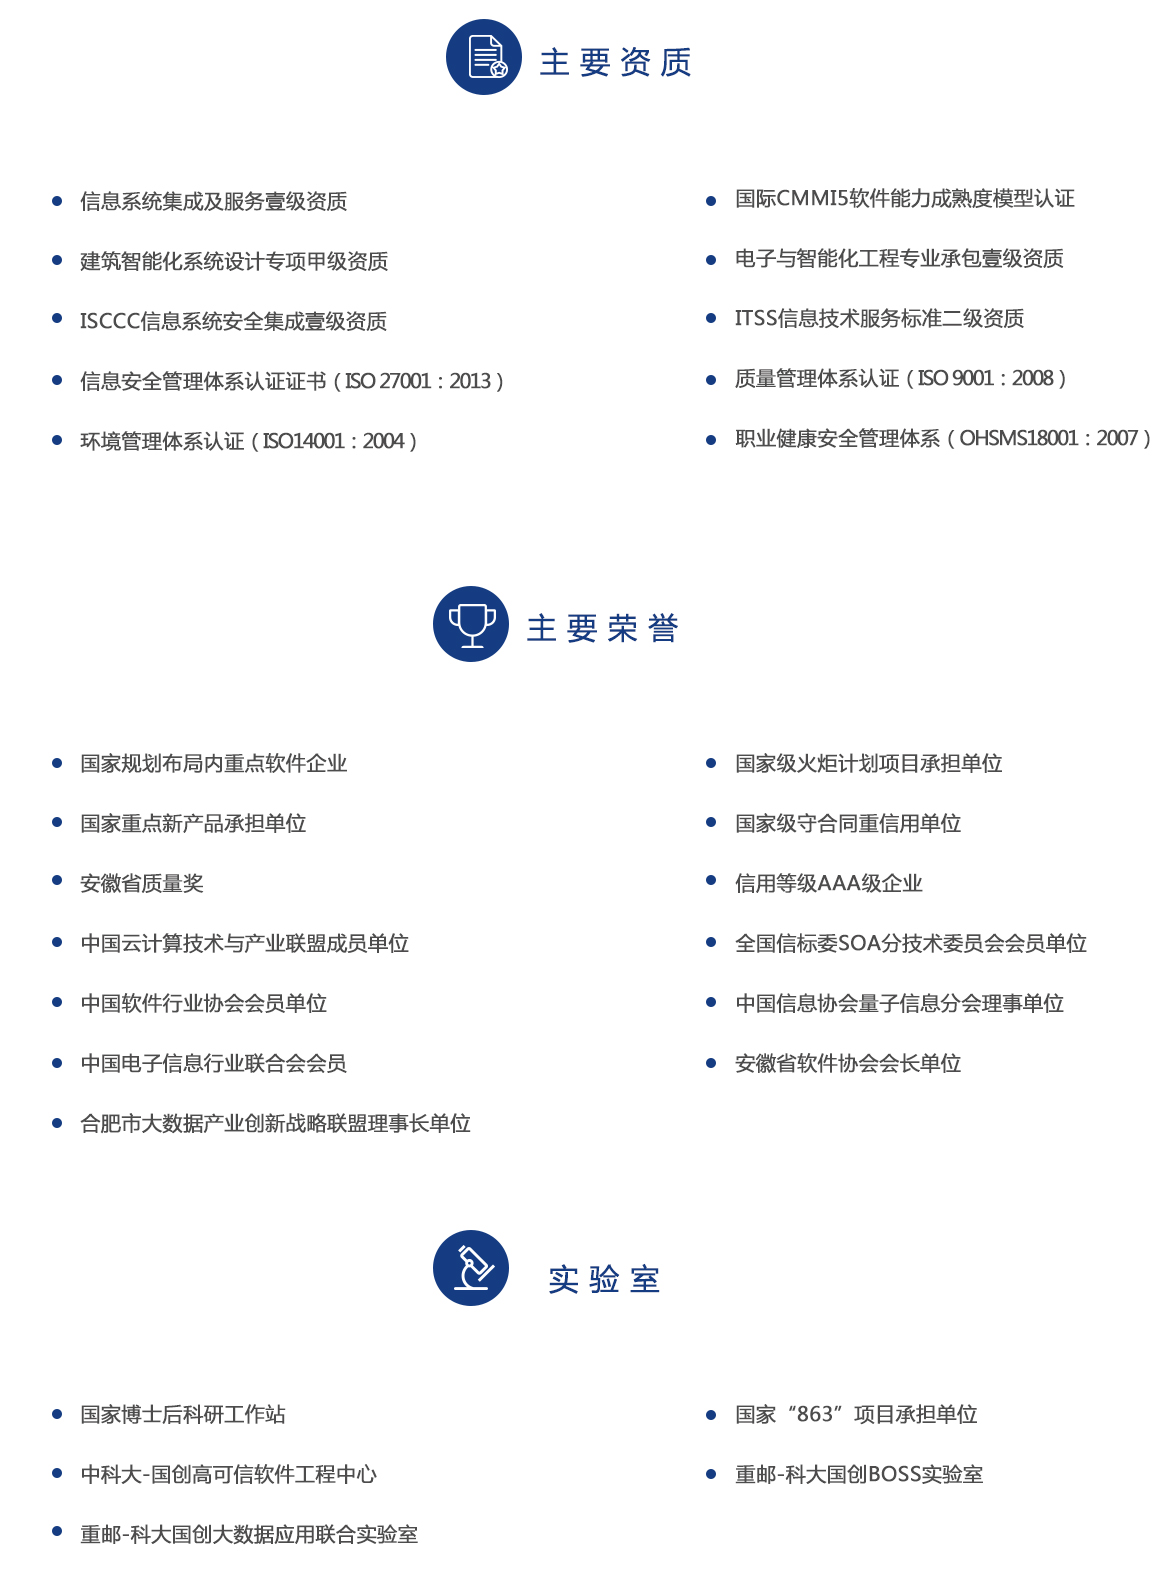 主要资质
信息系统集成及服务壹级资质
国际CMMI5软件能力成熟度模型认证
建筑智能化系统设计专项甲级资质
电子与智能化工程专业承包壹级资质
ISCCC信息系统安全集成壹级资质
ITSS信息技术服务标准二级资质
信息安全管理体系认证证书（ISO 27001：2013）
质量管理体系认证（ISO 9001：2008）
环境管理体系认证（ISO14001：2004）
职业健康安全管理体系（OHSMS18001：2007）
主要荣誉
国家规划布局内重点软件企业
国家级火炬计划项目承担单位
国家重点新产品承担单位
国家级守合同重信用单位
安徽省质量奖
信用等级AAA级企业
中国云计算技术与产业联盟成员单位
全国信标委SOA分技术委员会会员单位
中国软件行业协会会员单位
中国信息协会量子信息分会理事单位
中国电子信息行业联合会会员
安徽省软件协会会长单位
合肥市大数据产业创新战略联盟理事长单位
实验室
国家博士后科研工作站
国家“863”项目承担单位
中科大-国创高可信软件工程中心
重邮-科大国创BOSS实验室
重邮-科大国创大数据应用联合实验室